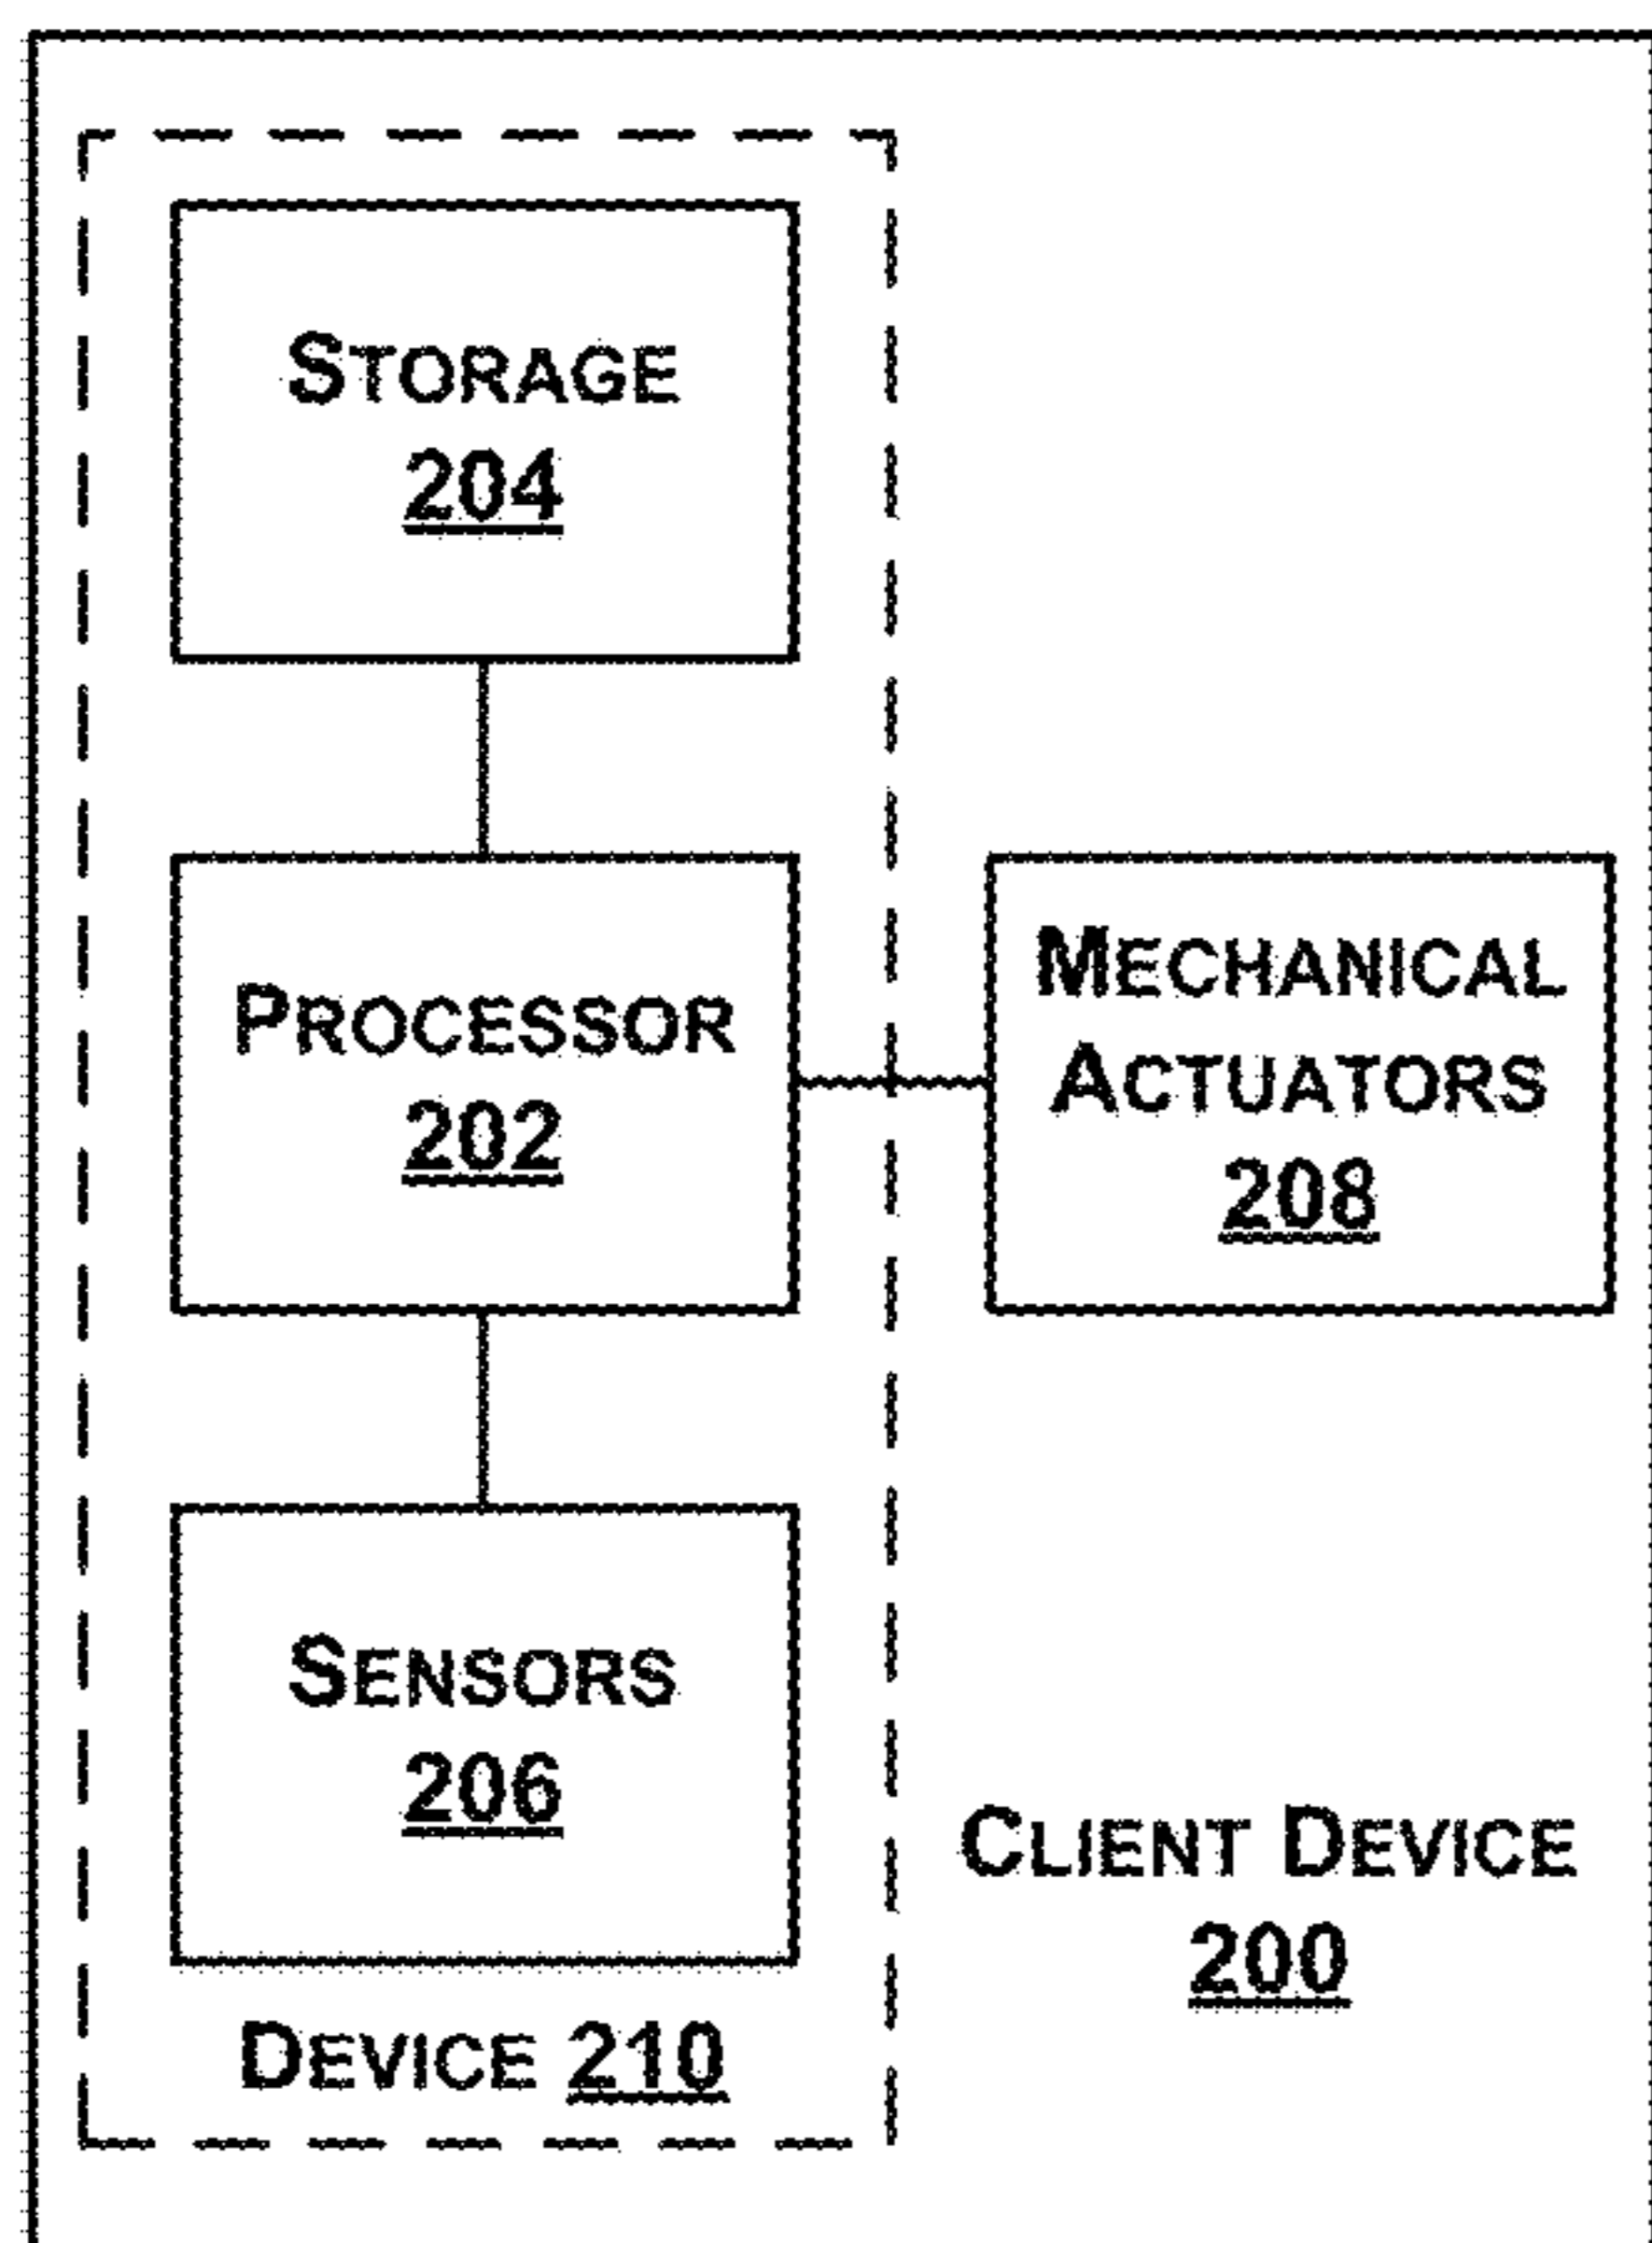 STORAGE
204
PROCESSOR
202
MECHANICAL
ACTUATORS
208
SENSORS
206
DEVICE 210
CLIENT DEVICE
200